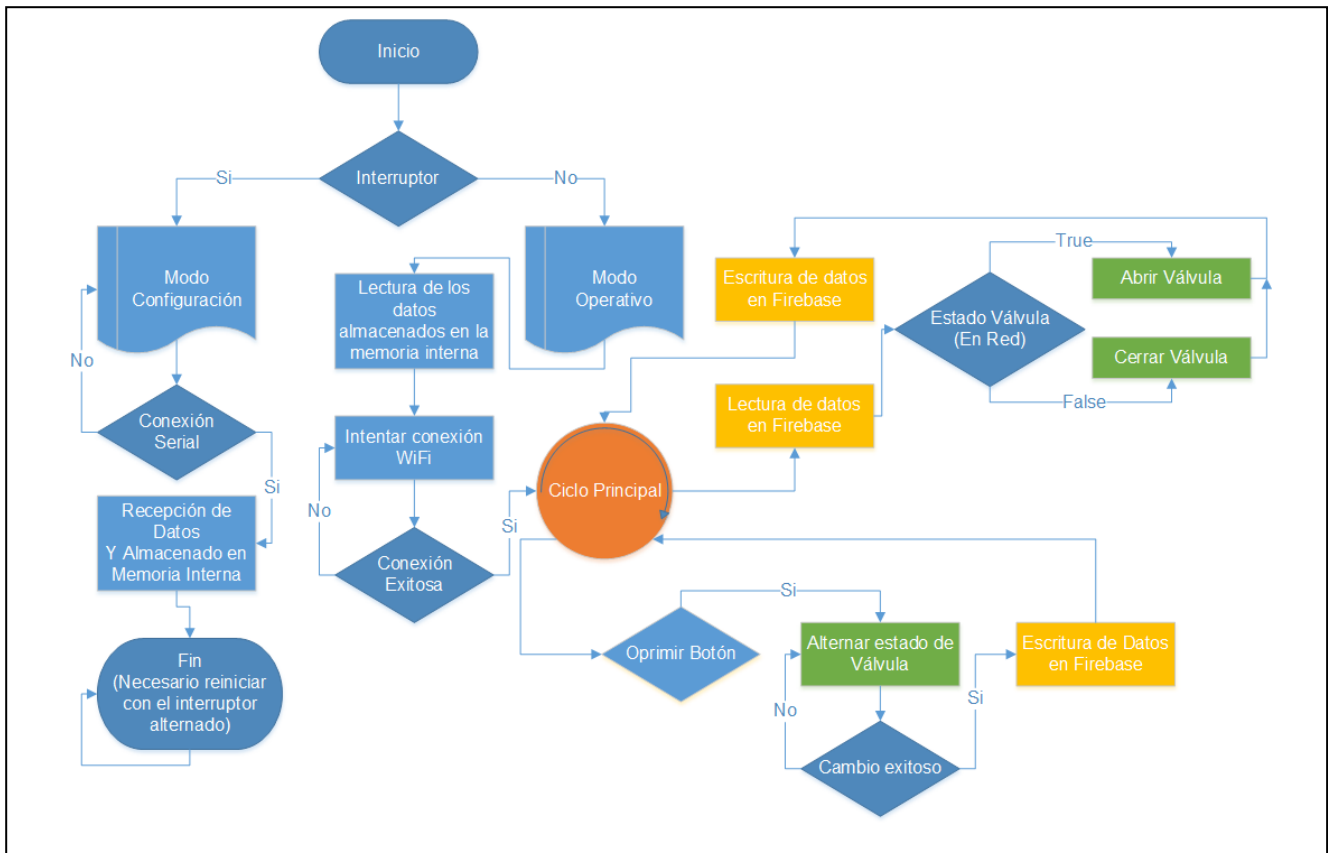 Inicio
Interruptor
Si
No
Modo
Configuración
No
Conexión
Serial
Si
Recepción de
Datos
Y Almacenado en
Memoria Interna
Fin
(Necesario reiniciar
con el interruptor
alternado)
Modo
Operativo
Lectura de los
datos
almacenados en la
memoria interna
Intentar conexión
WiFi
No
Conexión
Exitosa
Si
Ciclo Principal
Escritura de datos
en Firebase
Lectura de datos
en Firebase
Estado Válvula
(En Red)
True
Abrir Válvula
Cerrar Válvula
False
Oprimir Botón
Si
Alternar estado de
Válvula
No
Cambio exitoso
Si
Escritura de Datos
en Firebase